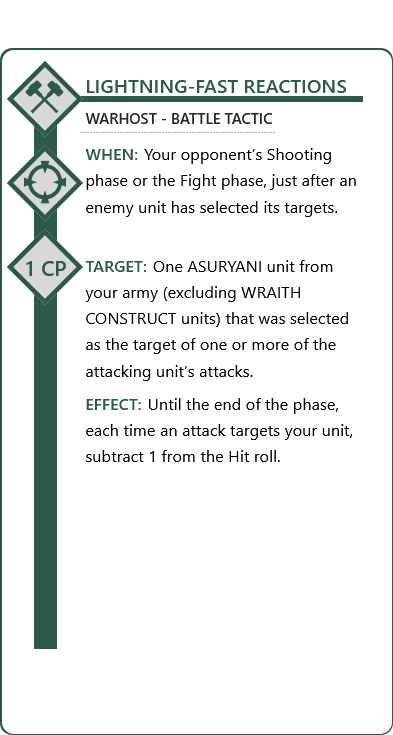 LIGHTNING-FAST REACTIONS
WARHOST - BATTLE TACTIC
WHEN: Your opponent’s Shooting
phase or the Fight phase, just after an
enemy unit has selected its targets.
1 CP
TARGET: One ASURYANI unit from
your army (excluding WRAITH
CONSTRUCT units) that was selected
as the target of one or more of the
attacking unit’s attacks.
EFFECT: Until the end of the phase,
each time an attack targets your unit,
subtract 1 from the Hit roll.